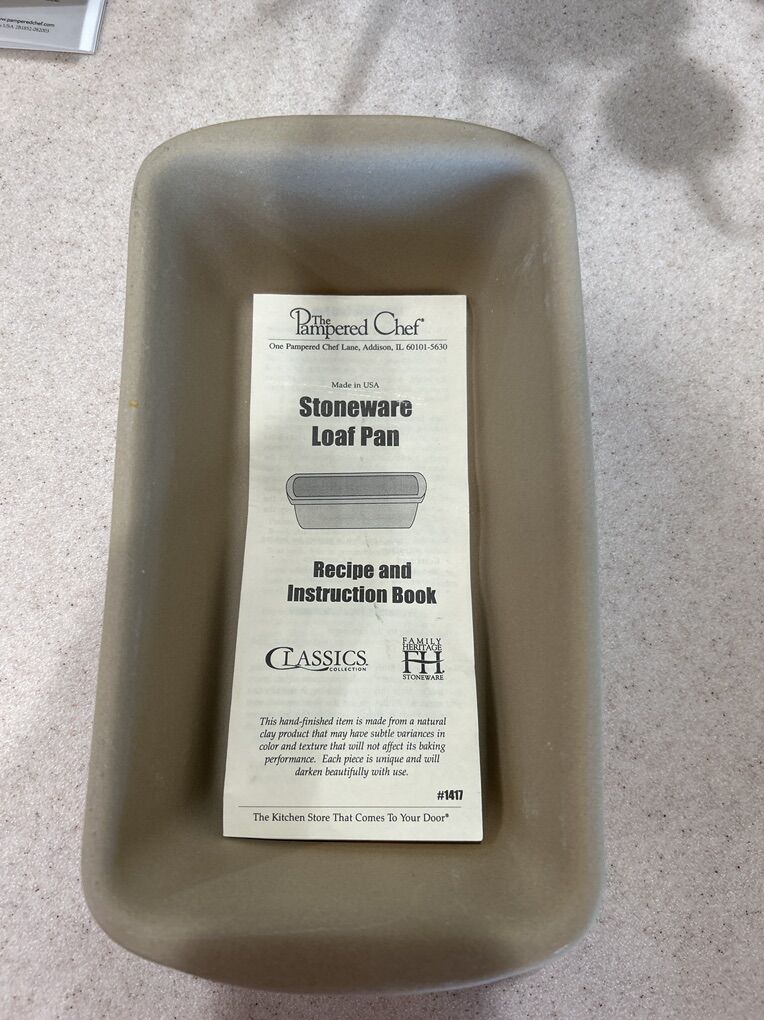 www.pamperedchef.com
The
Pampered Chef®
One Pampered Chef Lane, Addison, IL 60101-5630
Made in USA
Stoneware
Loaf Pan
Recipe and
Instruction Book
CLASSICS
COLLECTION
FAMILY
HERITAGE
FH
STONEWARE
This hand-finished item is made from a natural
clay product that may have subtle variances in
color and texture that will not affect its baking
performance. Each piece is unique and will
darken beautifully with use.
#1417
The Kitchen Store That Comes To Your Door®